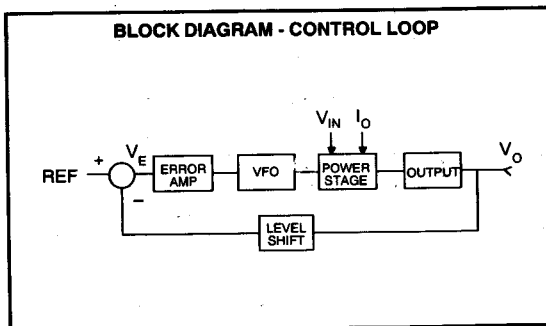 BLOCK DIAGRAM - CONTROL LOOP
V_IN I_O
V_E
V_O
REF
+
ERROR
AMP
VFO
POWER
STAGE
OUTPUT
−
LEVEL
SHIFT